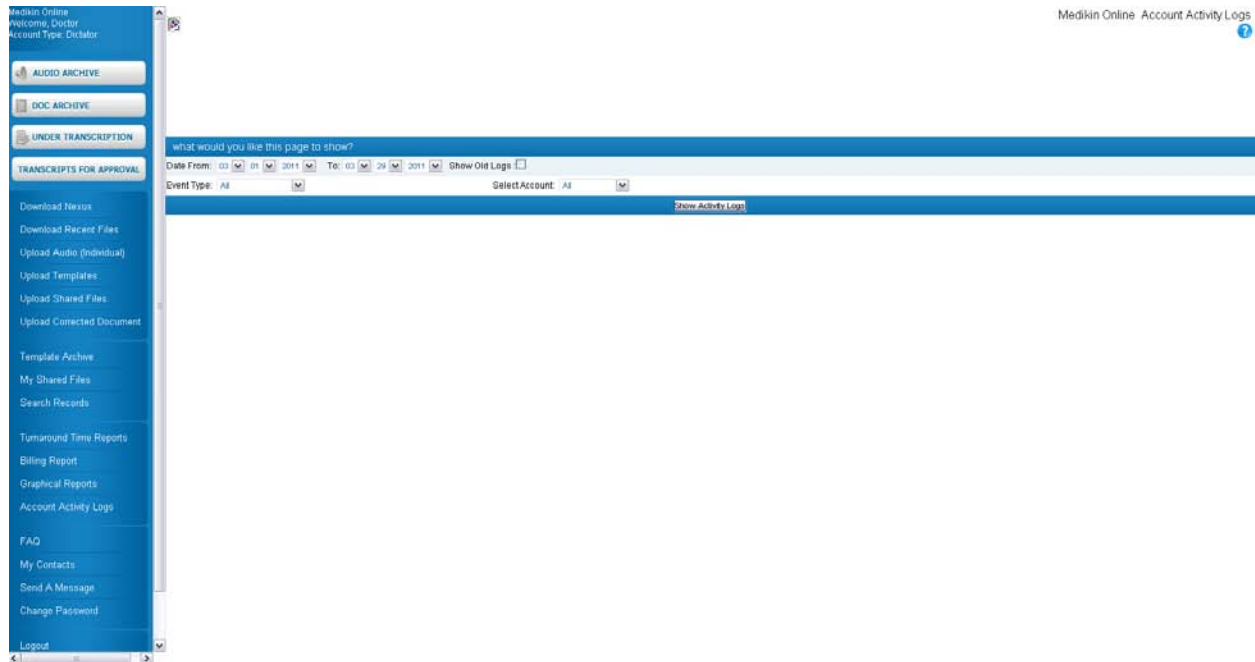 Medikin Online
Welcome, Doctor
Account Type: Dictator
AUDIO ARCHIVE
DOC ARCHIVE
UNDER TRANSCRIPTION
TRANSCRIPTS FOR APPROVAL
Download Nexus
Download Recent Files
Upload Audio (Individual)
Upload Templates
Upload Shared Files
Upload Corrected Document
Template Archive
My Shared Files
Search Records
Turnaround Time Reports
Billing Report
Graphical Reports
Account Activity Logs
FAQ
My Contacts
Send A Message
Change Password
Logout
Medikin Online Account Activity Logs
?
what would you like this page to show?
Date From: 03 01 2011 To: 03 29 2011 Show Old Logs :
Event Type: All Select Account: All
Show Activity Logs